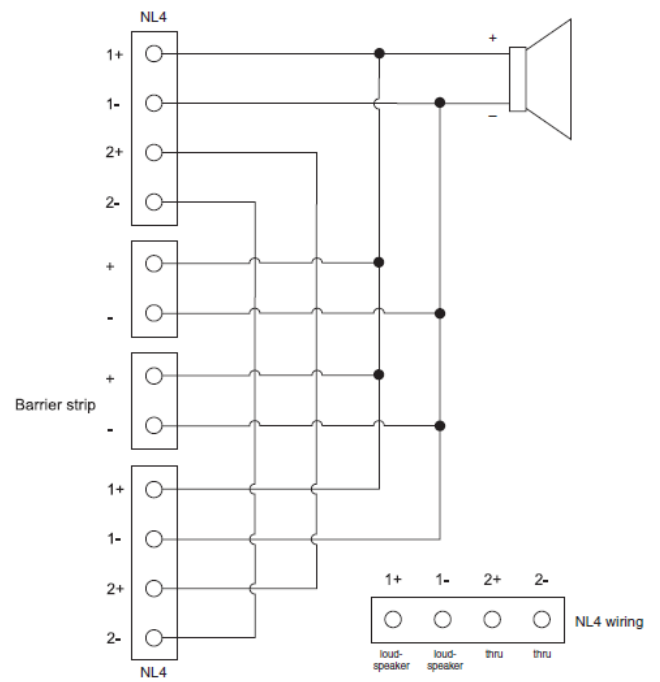 NL4
+
1+
1-
–
2+
2-
+
-
+
Barrier strip
-
1+
1-
2+
2-
NL4
1+ 1- 2+ 2-
NL4 wiring
loud-
speaker
loud-
speaker
thru
thru